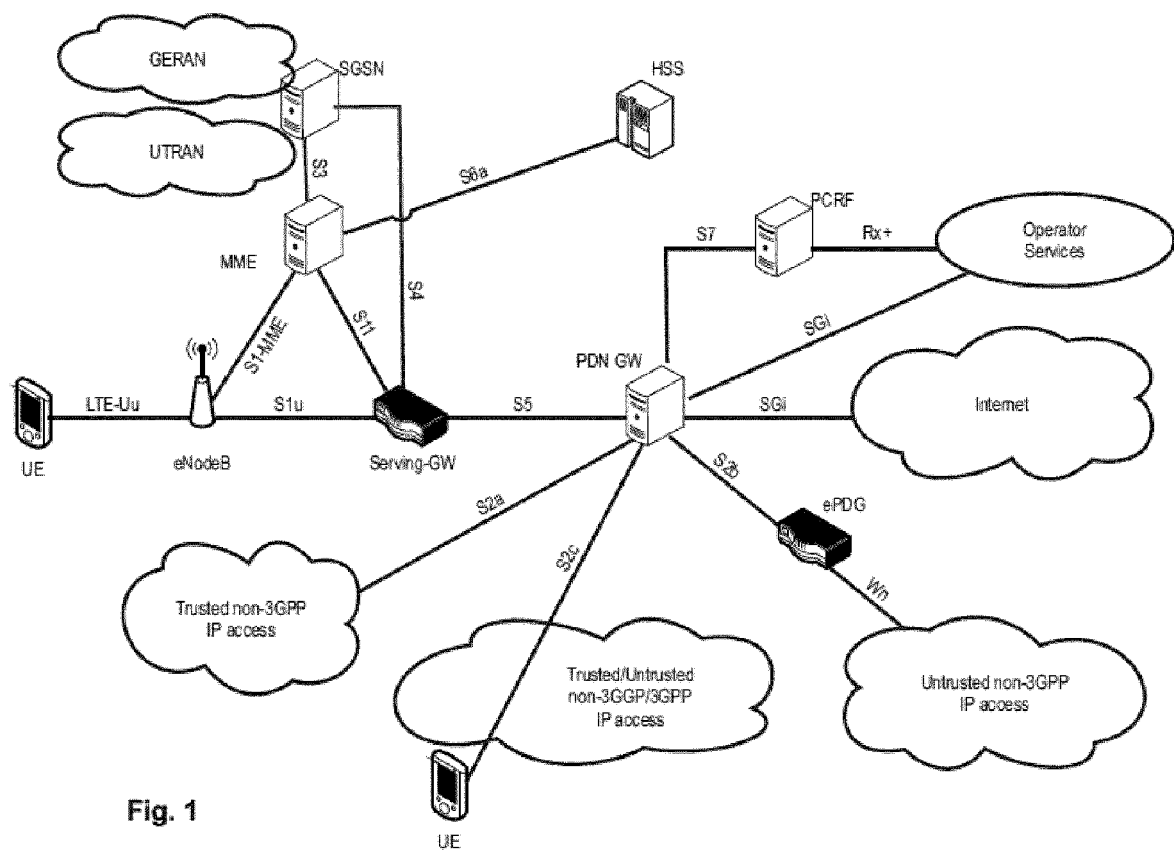 GERAN
SGSN
HSS
UTRAN
S3
S6a
PCRF
MME
S7
Rx+
Operator
Services
S4
S1-MME
S11
SGi
PDN GW
LTE-Uu
S1u
S5
SGi
Internet
UE
eNodeB
Serving-GW
S2a
S2b
ePDG
S2c
Wn
Trusted non-3GPP
IP access
Trusted/Untrusted
non-3GGP/3GPP
IP access
Untrusted non-3GPP
IP access
Fig. 1
UE